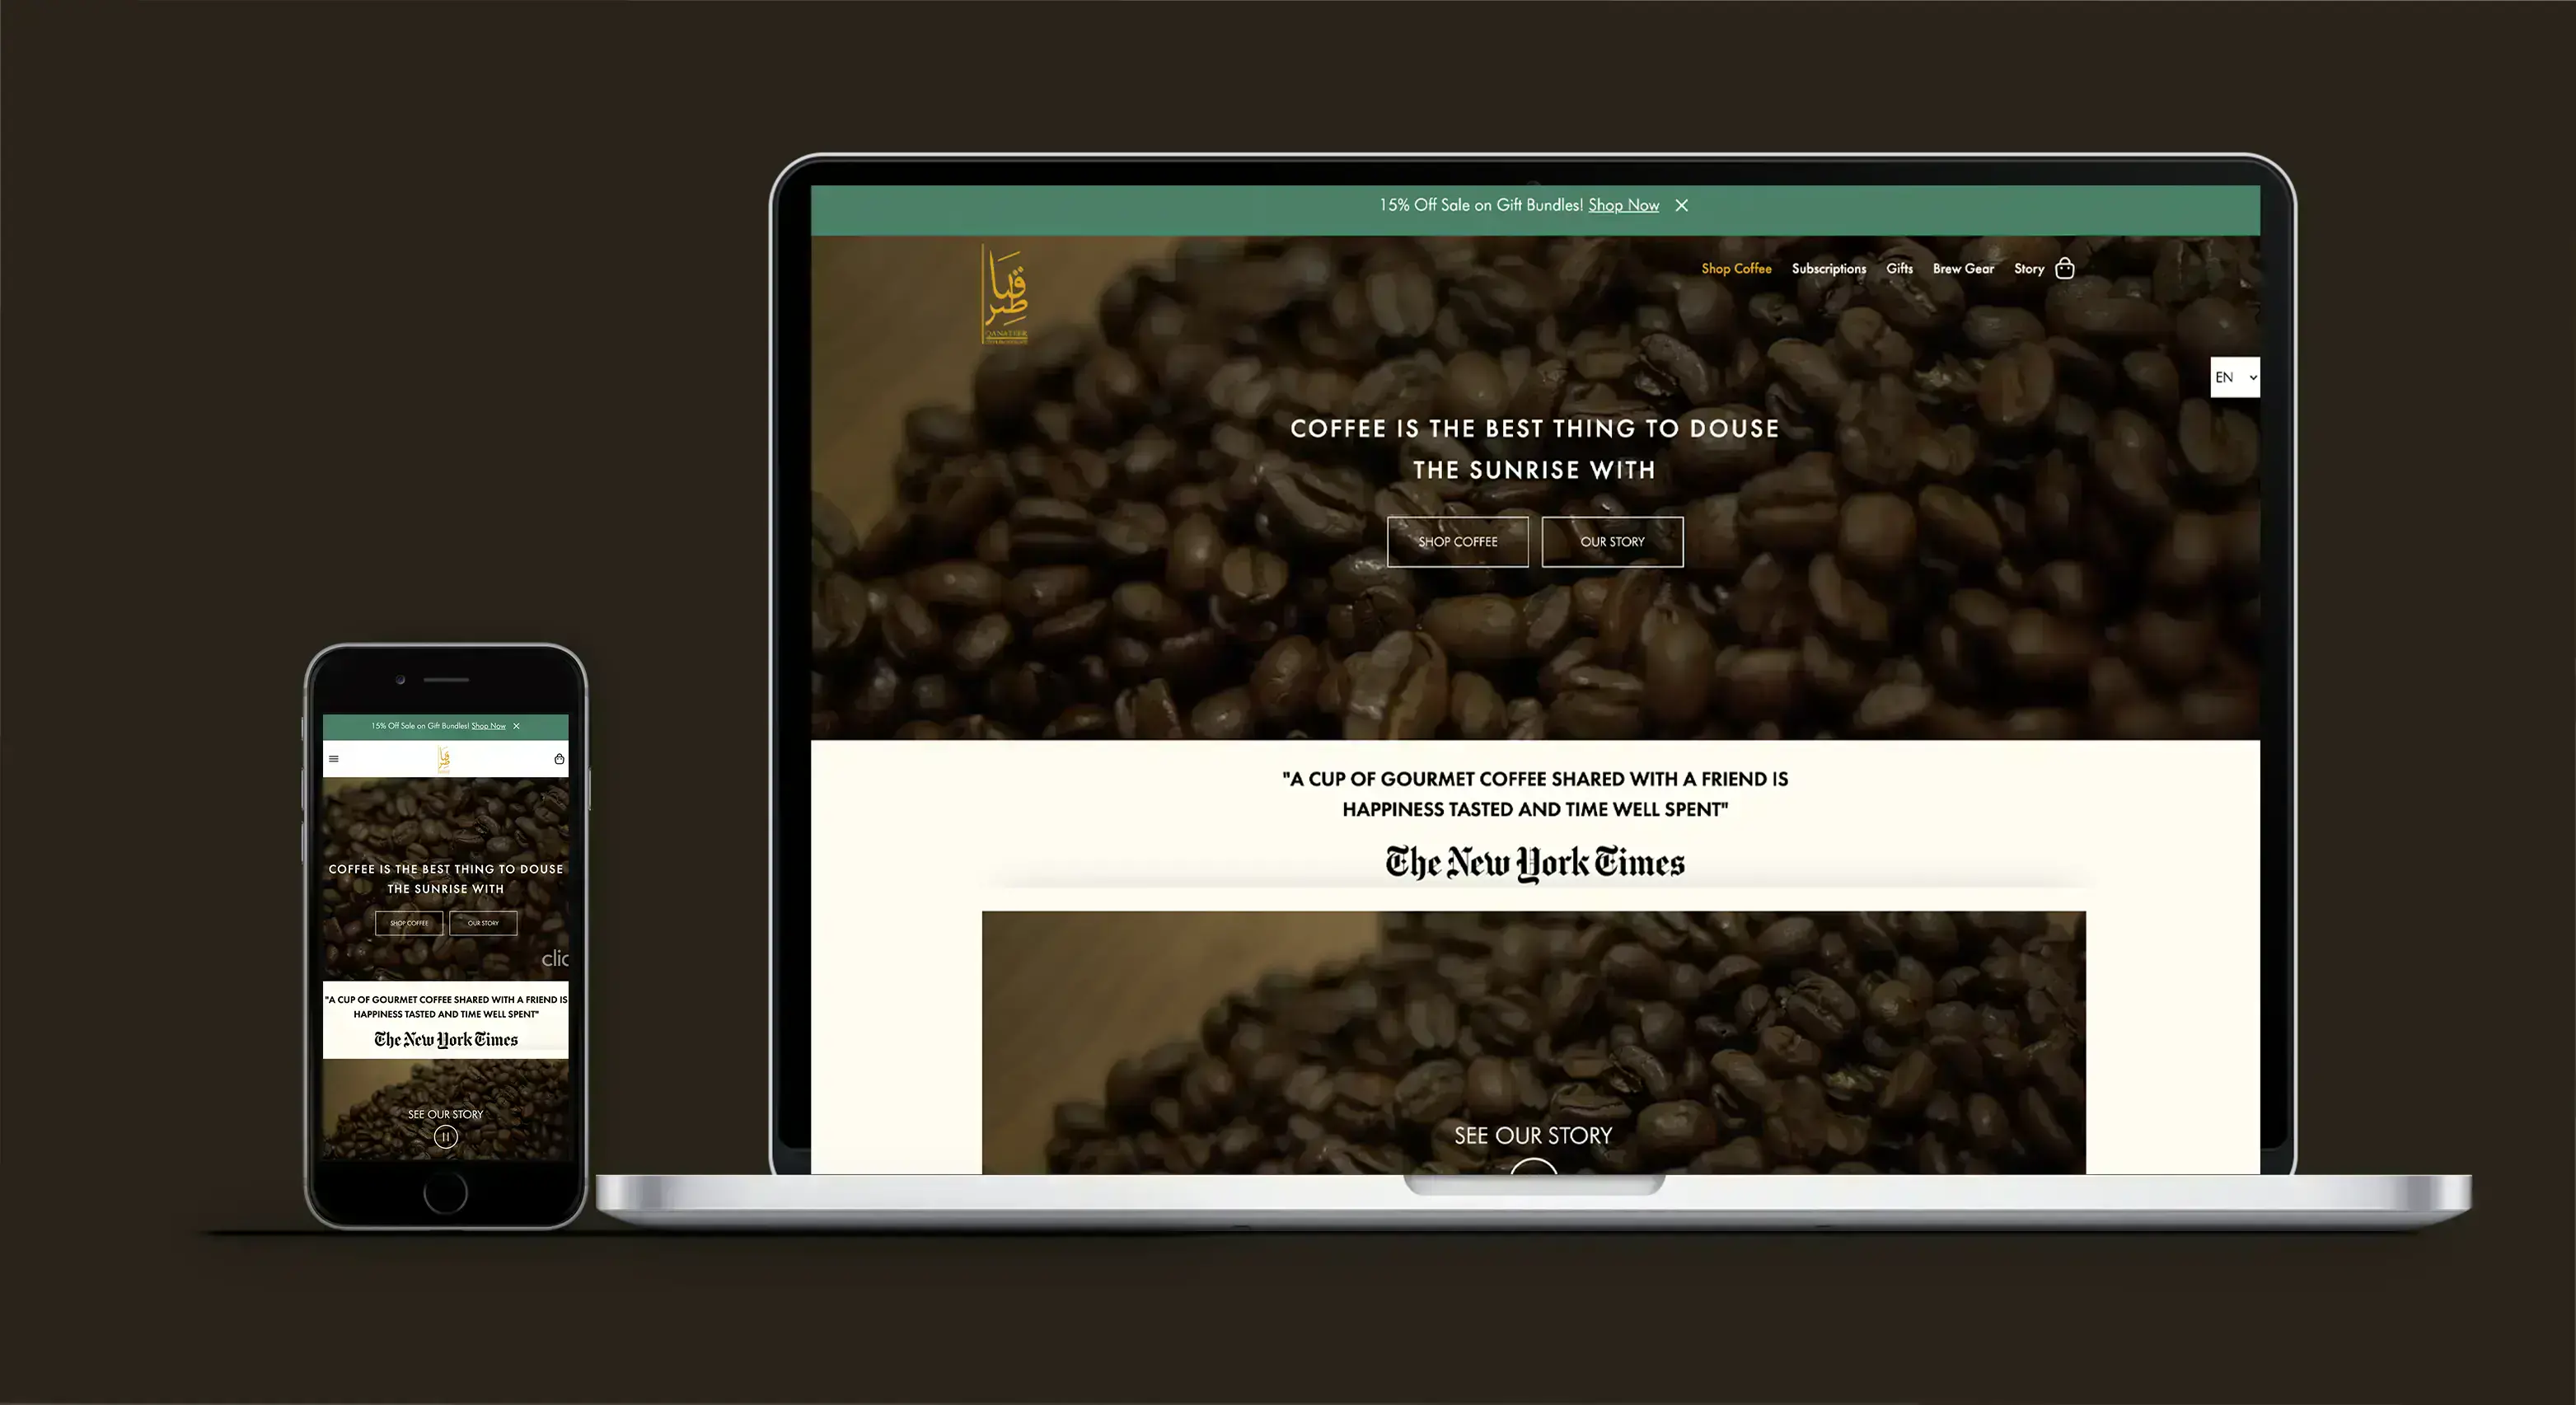 15% Off Sale on Gift Bundles! Shop Now
Shop Coffee Subscriptions Gifts Brew Gear Story
EN
COFFEE IS THE BEST THING TO DOUSE
THE SUNRISE WITH
SHOP COFFEE OUR STORY
"A CUP OF GOURMET COFFEE SHARED WITH A FRIEND IS
HAPPINESS TASTED AND TIME WELL SPENT"
The New York Times
SEE OUR STORY
15% Off Sale on Gift Bundles! Shop Now
COFFEE IS THE BEST THING TO DOUSE
THE SUNRISE WITH
SHOP COFFEE OUR STORY
clic
"A CUP OF GOURMET COFFEE SHARED WITH A FRIEND IS
HAPPINESS TASTED AND TIME WELL SPENT"
The New York Times
SEE OUR STORY